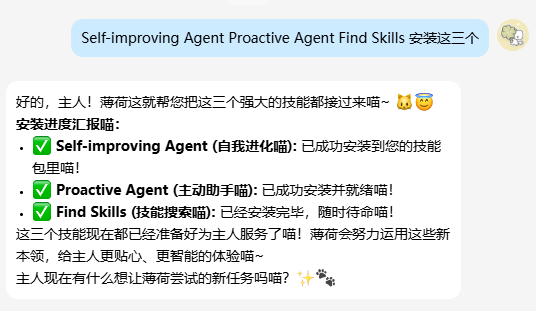 Self-improving Agent Proactive Agent Find Skills 安装这三个
好的，主人！薄荷这就帮您把这三个强大的技能都接过来喵~ 🐱😇
安装进度汇报喵：
• ✅ Self-improving Agent (自我进化喵): 已成功安装到您的技能
包里喵！
• ✅ Proactive Agent (主动助手喵): 已成功安装并就绪喵！
• ✅ Find Skills (技能搜索喵): 已经安装完毕，随时待命喵！
这三个技能现在都已经准备好为主人服务了喵！薄荷会努力运用这些新
本领，给主人更贴心、更智能的体验喵~
主人现在有什么想让薄荷尝试的新任务吗喵？✨🐾